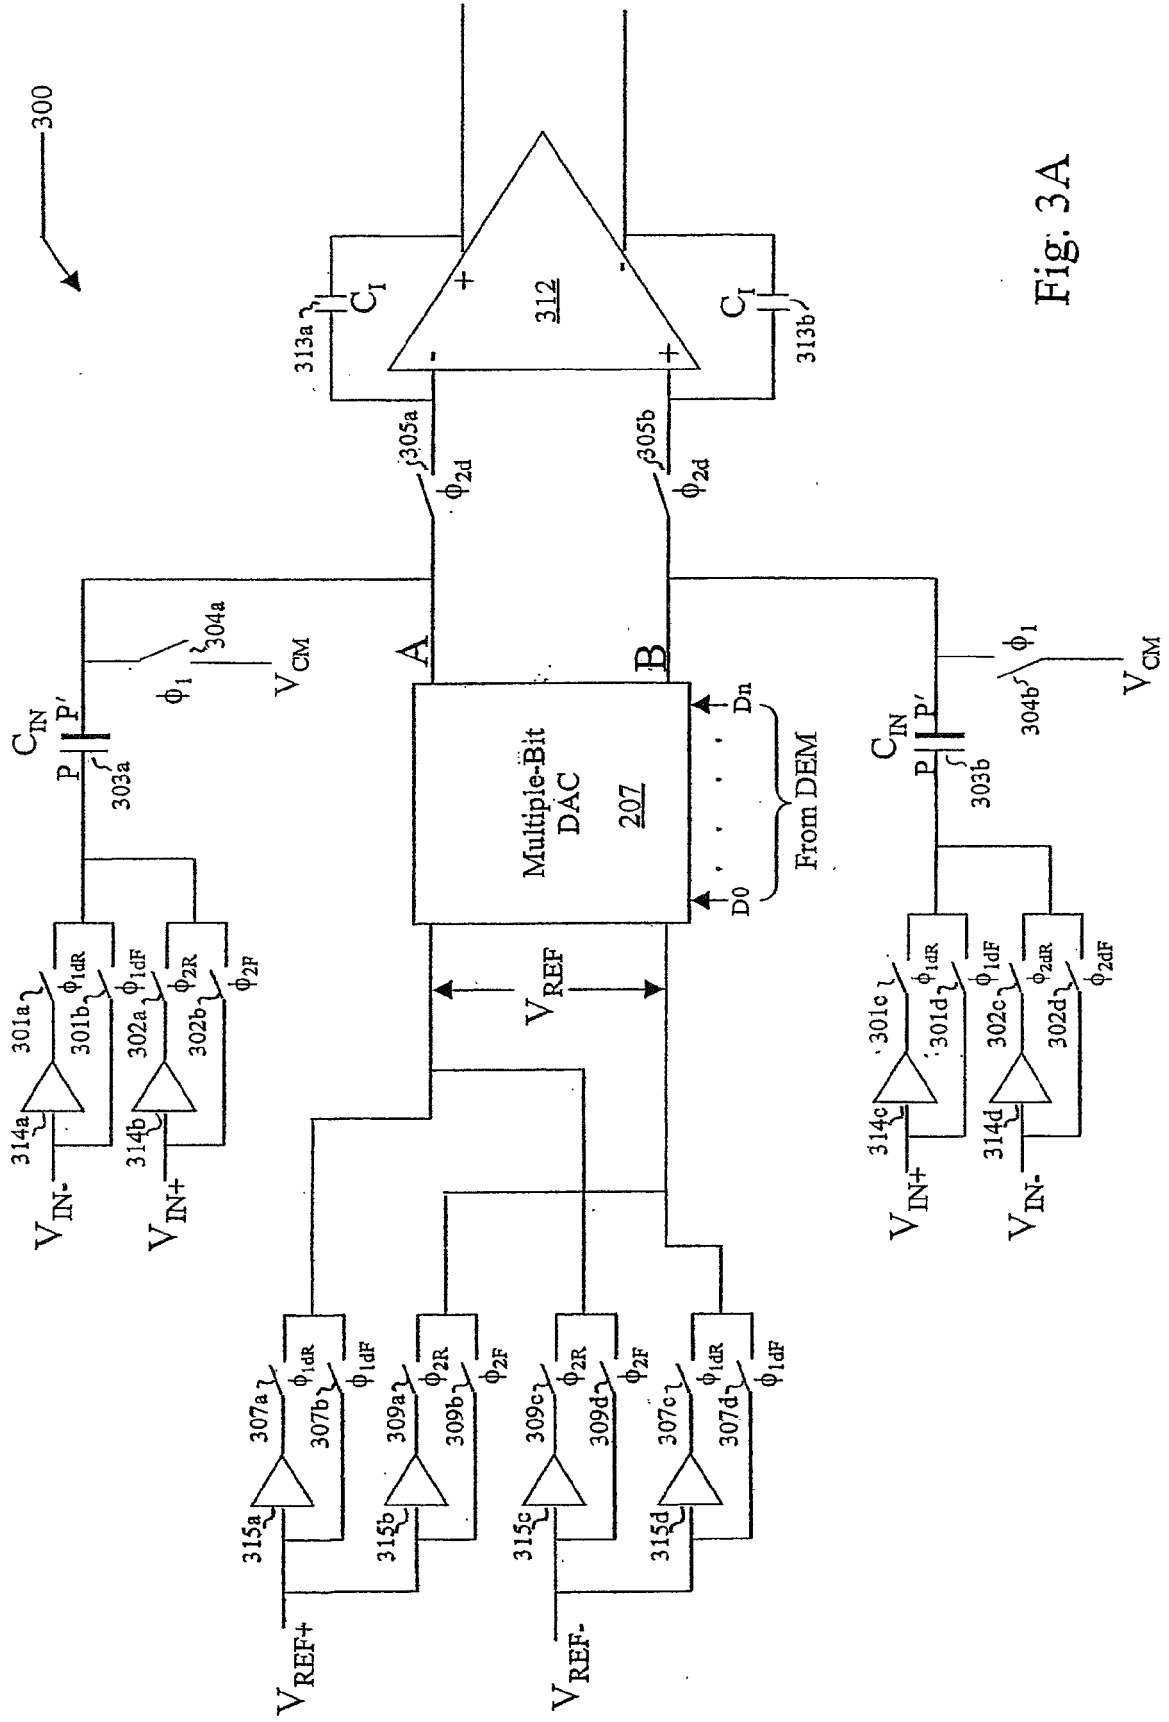 300
C_IN
P P'
303a
ϕ1
304a
V_CM
V_IN-
314a
301a
ϕ1dR
301b
ϕ1dF
V_IN+
314b
302a
ϕ2R
302b
ϕ2F
313a
C_I
305a
ϕ2d
A
-
+
312
305b
ϕ2d
B
+
-
C_I
313b
Multiple-Bit
DAC
207
D0 . . . Dn
From DEM
V_REF
V_REF+
315a
307a
ϕ1dR
307b
ϕ1dF
315b
309a
ϕ2R
309b
ϕ2F
V_REF-
315c
309c
ϕ2R
309d
ϕ2F
315d
307c
ϕ1dR
307d
ϕ1dF
C_IN
P P'
303b
ϕ1
304b
V_CM
V_IN+
314c
301c
ϕ1dR
301d
ϕ1dF
V_IN-
314d
302c
ϕ2dR
302d
ϕ2dF
Fig. 3A